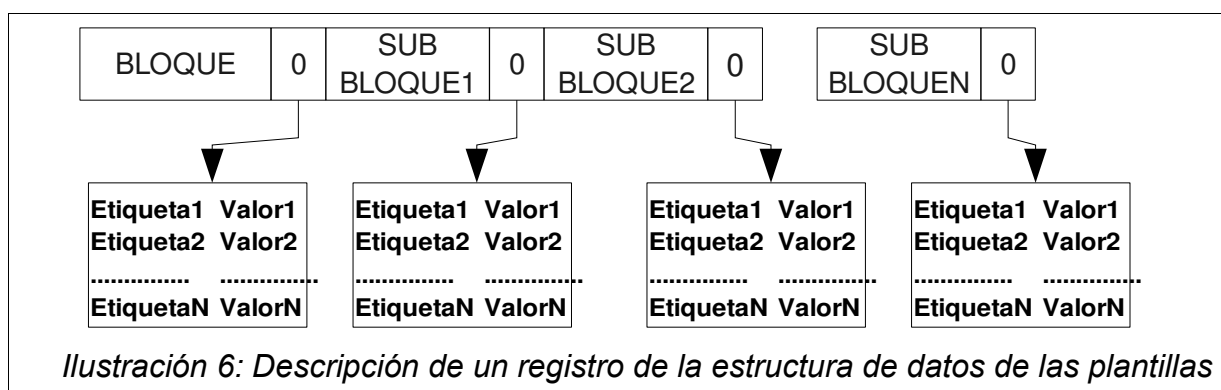 BLOQUE 0 SUB BLOQUE1 0 SUB BLOQUE2 0 SUB BLOQUEN 0
Etiqueta1 Valor1 Etiqueta1 Valor1 Etiqueta1 Valor1 Etiqueta1 Valor1
Etiqueta2 Valor2 Etiqueta2 Valor2 Etiqueta2 Valor2 Etiqueta2 Valor2
............... ............... ............... ............... ............... ............... ............... ...............
EtiquetaN ValorN EtiquetaN ValorN EtiquetaN ValorN EtiquetaN ValorN
Ilustración 6: Descripción de un registro de la estructura de datos de las plantillas